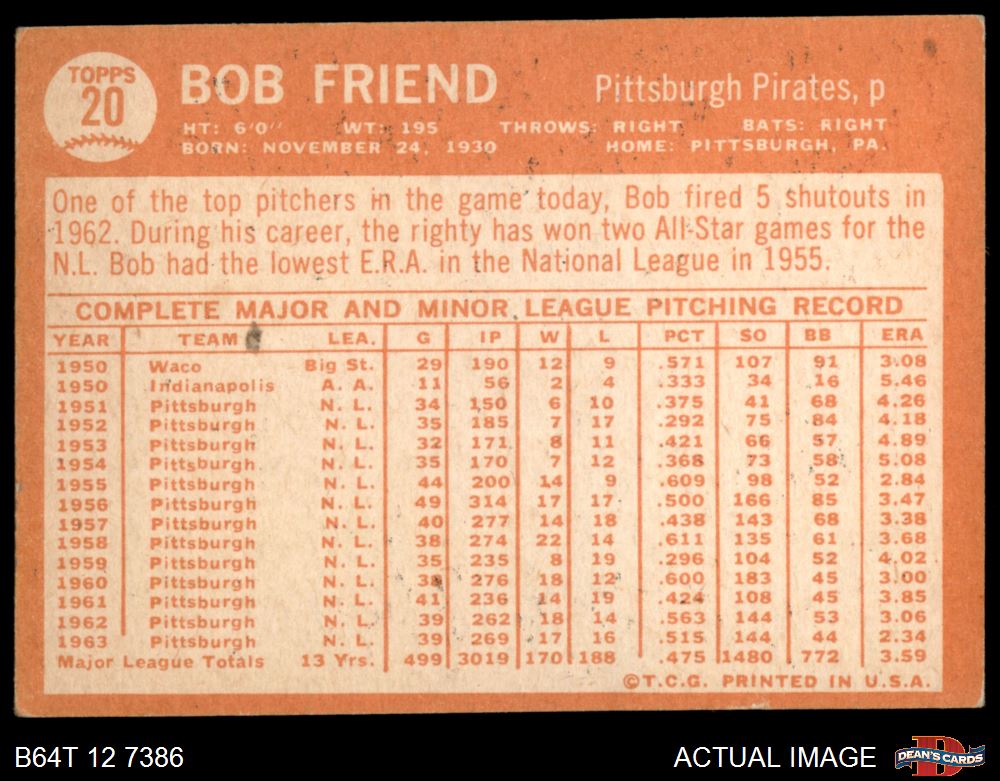 TOPPS
20
BOB FRIEND
Pittsburgh Pirates, p
HT: 6'0" WT: 195 THROWS: RIGHT BATS: RIGHT
BORN: NOVEMBER 24, 1930 HOME: PITTSBURGH, PA.
One of the top pitchers in the game today, Bob fired 5 shutouts in
1962. During his career, the righty has won two All-Star games for the
N.L. Bob had the lowest E.R.A. in the National League in 1955.
COMPLETE MAJOR AND MINOR LEAGUE PITCHING RECORD
YEAR TEAM LEA. G IP W L PCT SO BB ERA
1950 Waco Big St. 29 190 12 9 .571 107 91 3.08
1950 Indianapolis A. A. 11 56 2 4 .333 34 16 5.46
1951 Pittsburgh N. L. 34 150 6 10 .375 41 68 4.26
1952 Pittsburgh N. L. 35 185 7 17 .292 75 84 4.18
1953 Pittsburgh N. L. 32 171 8 11 .421 66 57 4.89
1954 Pittsburgh N. L. 35 170 7 12 .368 73 58 5.08
1955 Pittsburgh N. L. 44 200 14 9 .609 98 52 2.84
1956 Pittsburgh N. L. 49 314 17 17 .500 166 85 3.47
1957 Pittsburgh N. L. 40 277 14 18 .438 143 68 3.38
1958 Pittsburgh N. L. 38 274 22 14 .611 135 61 3.68
1959 Pittsburgh N. L. 35 235 8 19 .296 104 52 4.02
1960 Pittsburgh N. L. 38 276 18 12 .600 183 45 3.00
1961 Pittsburgh N. L. 41 236 14 19 .424 108 45 3.85
1962 Pittsburgh N. L. 39 262 18 14 .563 144 53 3.06
1963 Pittsburgh N. L. 39 269 17 16 .515 144 44 2.34
Major League Totals 13 Yrs. 499 3019 170 188 .475 1480 772 3.59
©T.C.G. PRINTED IN U.S.A.
B64T 12 7386
ACTUAL IMAGE
DEAN'S CARDS